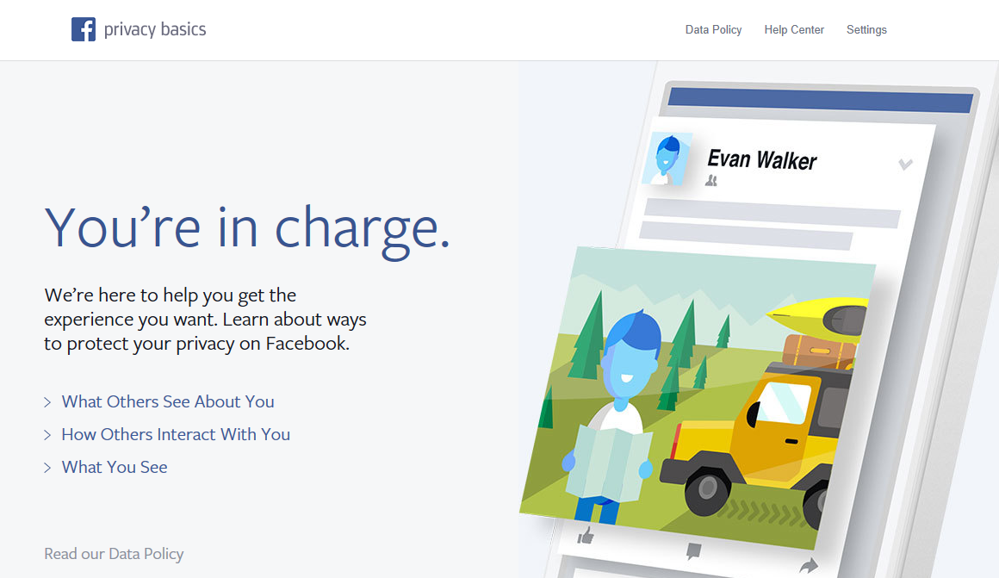 privacy basics
Data Policy
Help Center
Settings
Evan Walker
You’re in charge.
We’re here to help you get the
experience you want. Learn about ways
to protect your privacy on Facebook.
What Others See About You
How Others Interact With You
What You See
Read our Data Policy